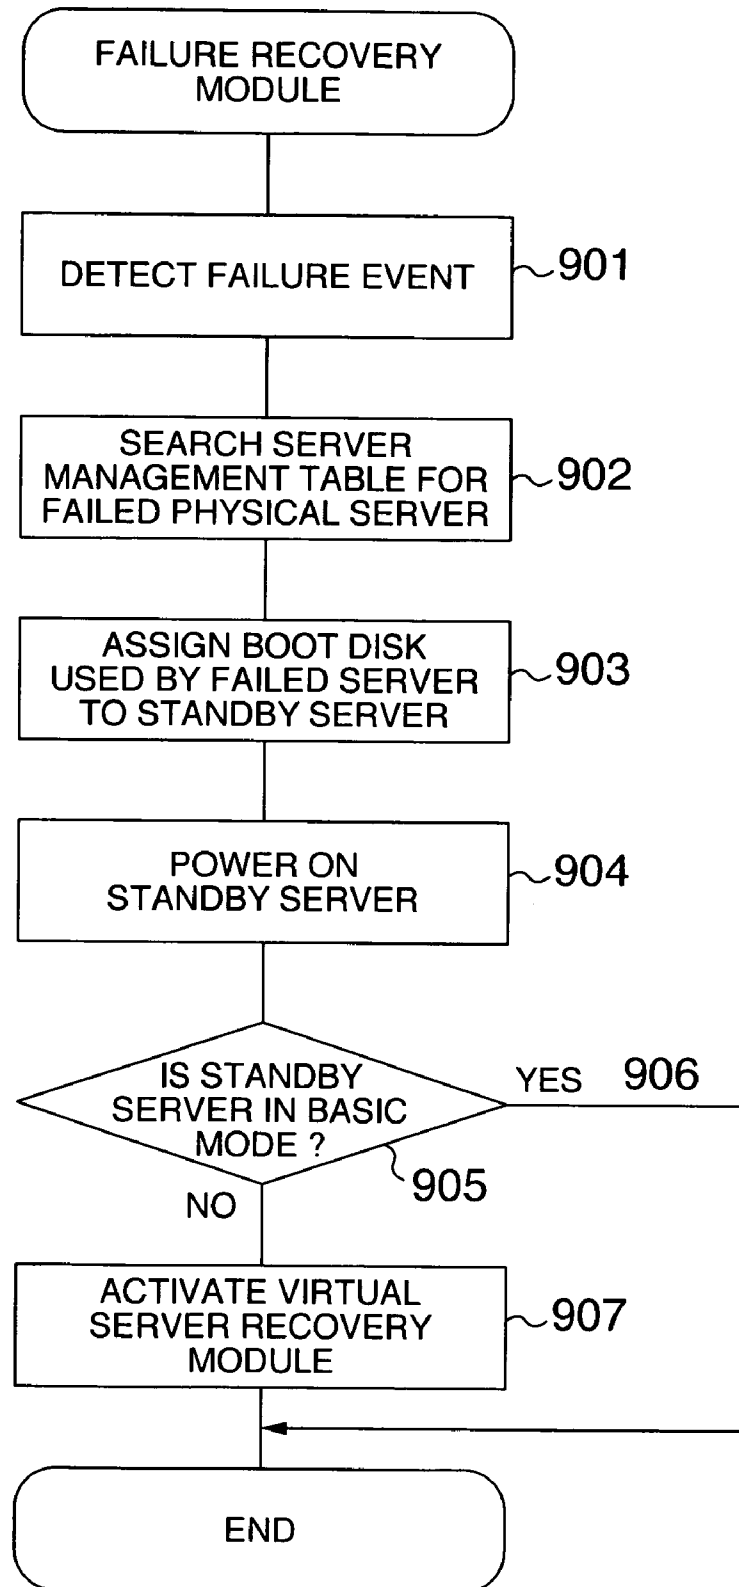 FAILURE RECOVERY
MODULE
DETECT FAILURE EVENT
901
SEARCH SERVER
MANAGEMENT TABLE FOR
FAILED PHYSICAL SERVER
902
ASSIGN BOOT DISK
USED BY FAILED SERVER
TO STANDBY SERVER
903
POWER ON
STANDBY SERVER
904
IS STANDBY
SERVER IN BASIC
MODE ?
YES 906
905
NO
ACTIVATE VIRTUAL
SERVER RECOVERY
MODULE
907
END